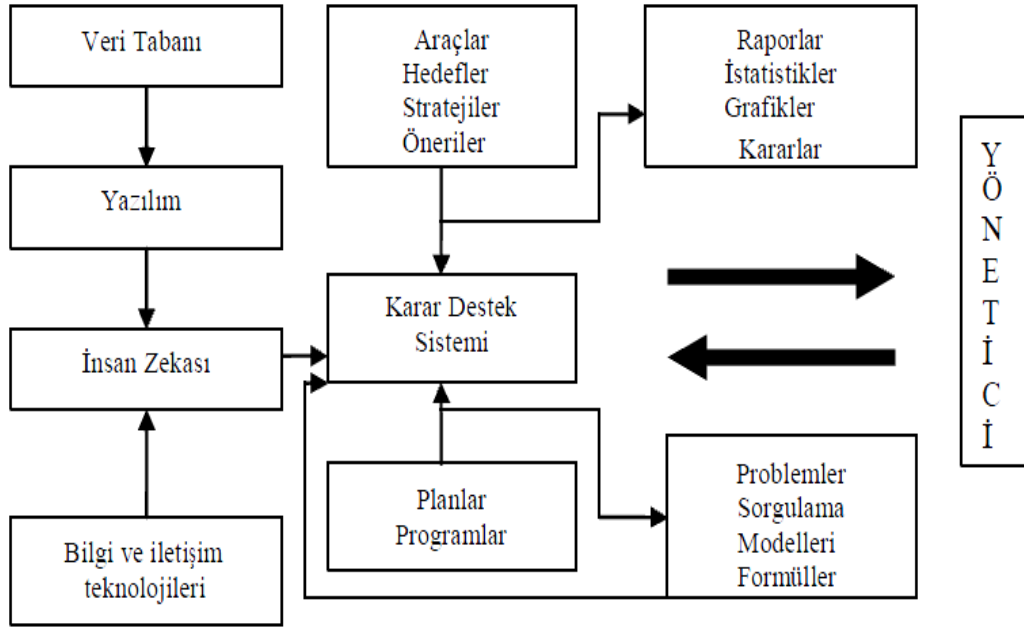 Veri Tabanı
Yazılım
İnsan Zekası
Bilgi ve iletişim
teknolojileri
Araçlar
Hedefler
Stratejiler
Öneriler
Karar Destek
Sistemi
Planlar
Programlar
Raporlar
İstatistikler
Grafikler
Kararlar
Problemler
Sorgulama
Modelleri
Formüller
Y
Ö
N
E
T
İ
C
İ